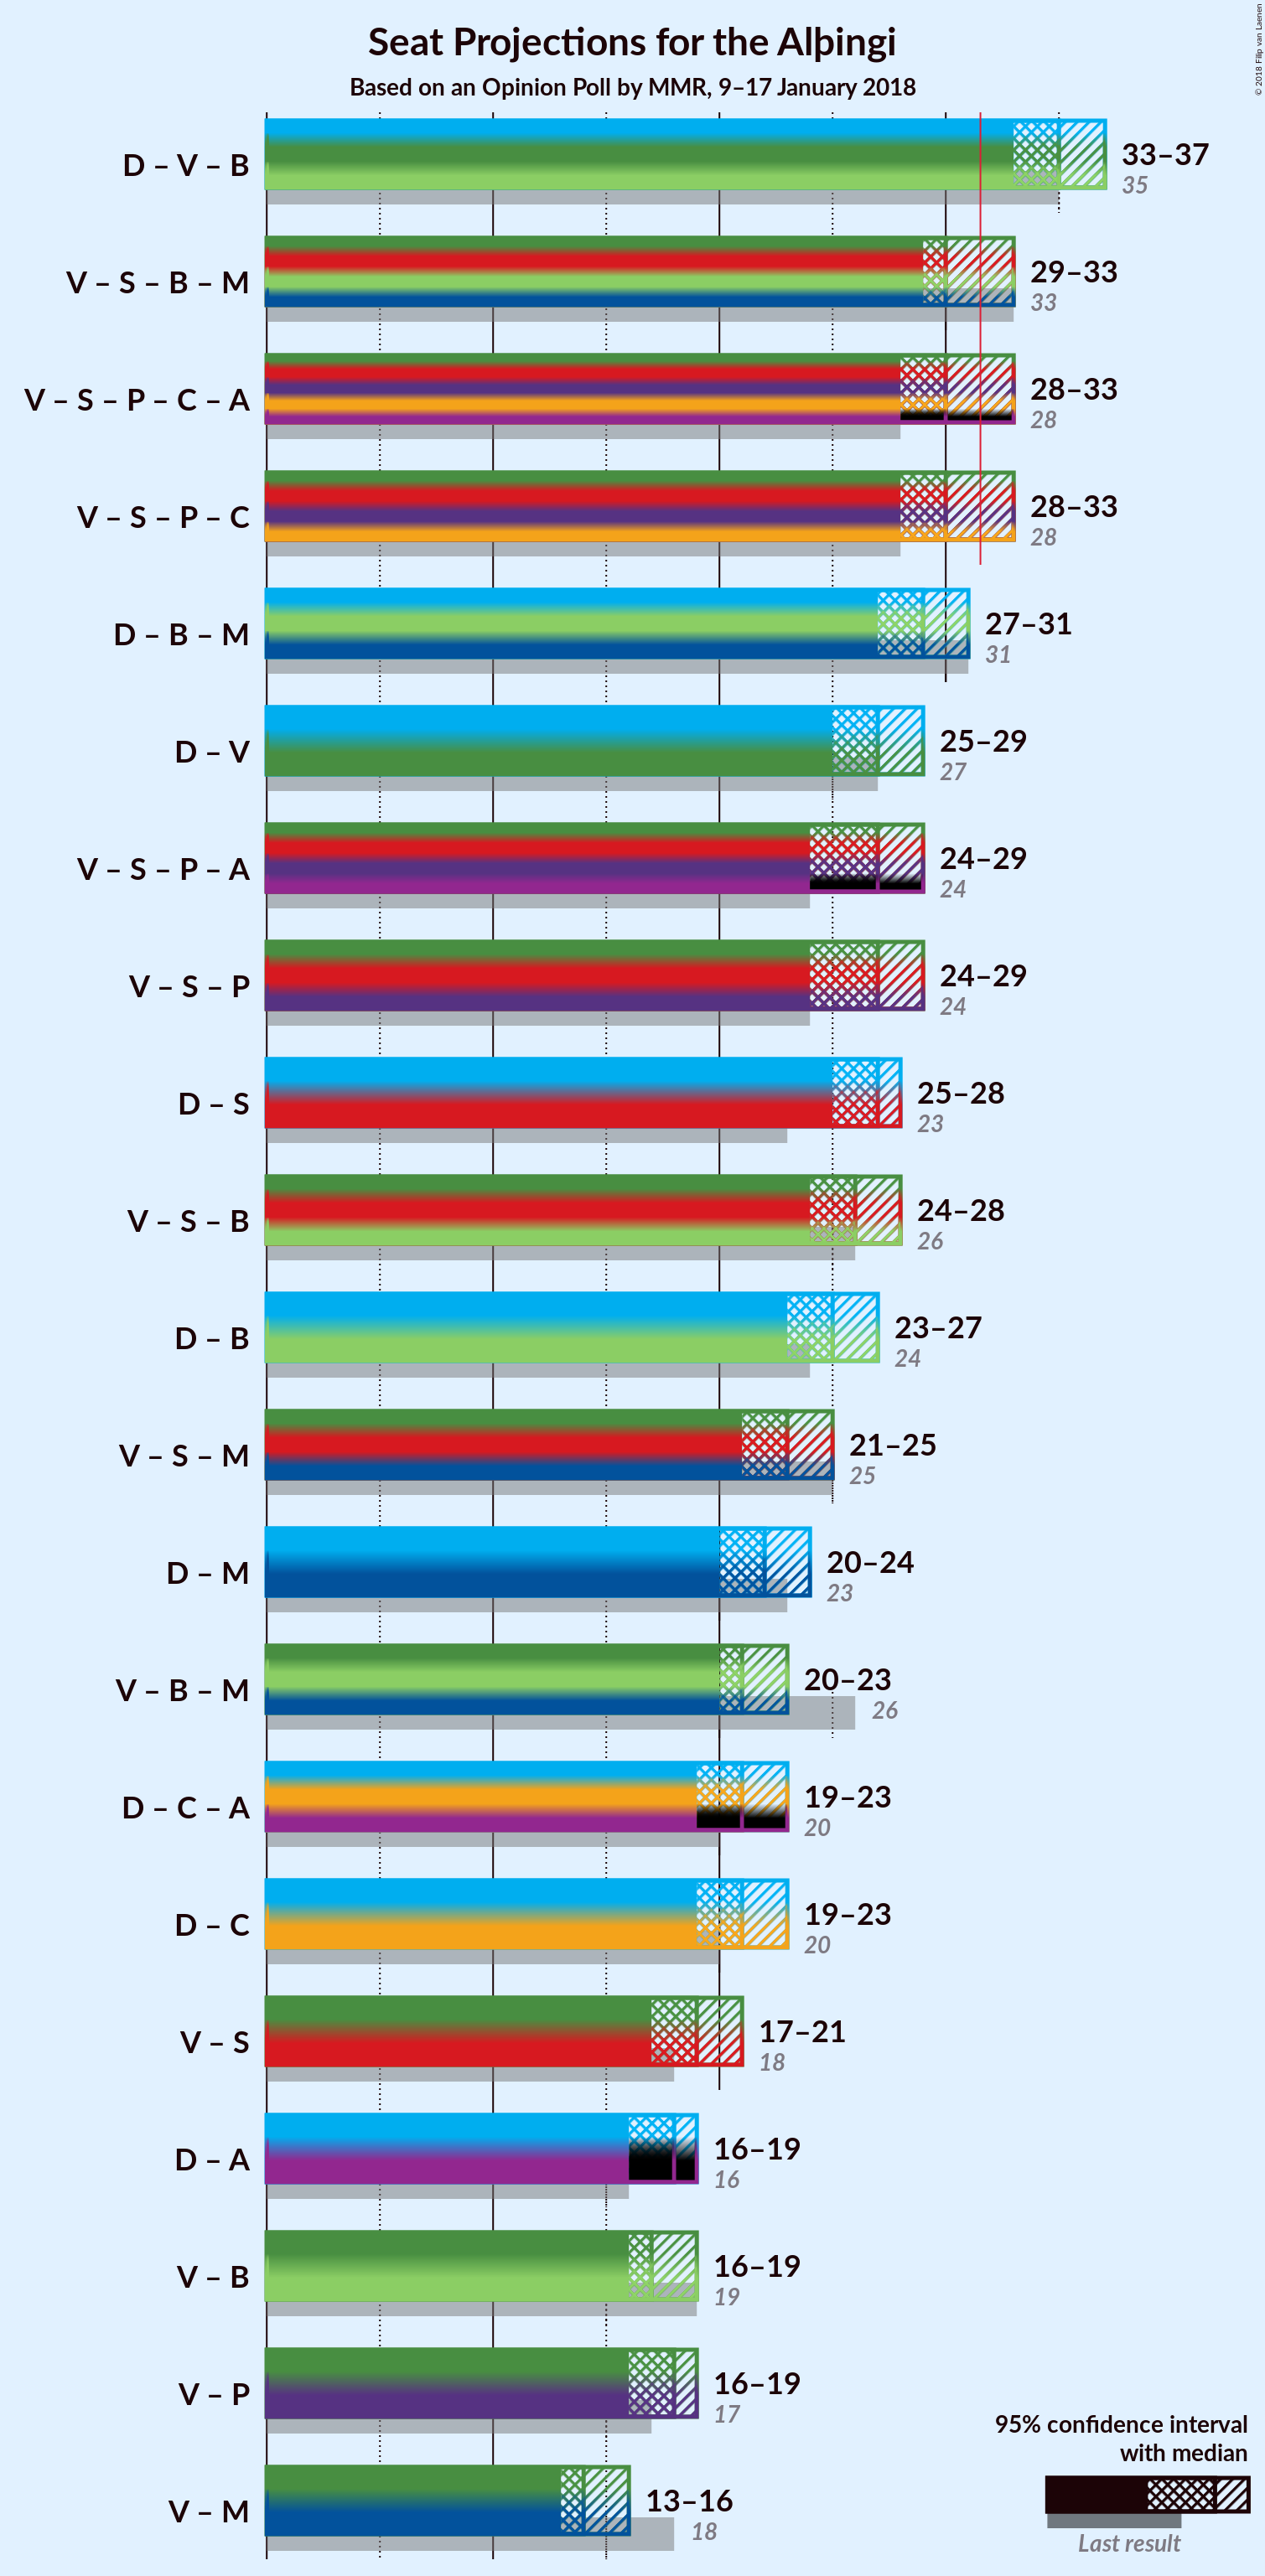 Seat Projections for the Alþingi
Based on an Opinion Poll by MMR, 9–17 January 2018
© 2018 Filip van Laenen
D – V – B
33–37
35
V – S – B – M
29–33
33
V – S – P – C – A
28–33
28
V – S – P – C
28–33
28
D – B – M
27–31
31
D – V
25–29
27
V – S – P – A
24–29
24
V – S – P
24–29
24
D – S
25–28
23
V – S – B
24–28
26
D – B
23–27
24
V – S – M
21–25
25
D – M
20–24
23
V – B – M
20–23
26
D – C – A
19–23
20
D – C
19–23
20
V – S
17–21
18
D – A
16–19
16
V – B
16–19
19
V – P
16–19
17
V – M
13–16
18
95% confidence interval
with median
Last result